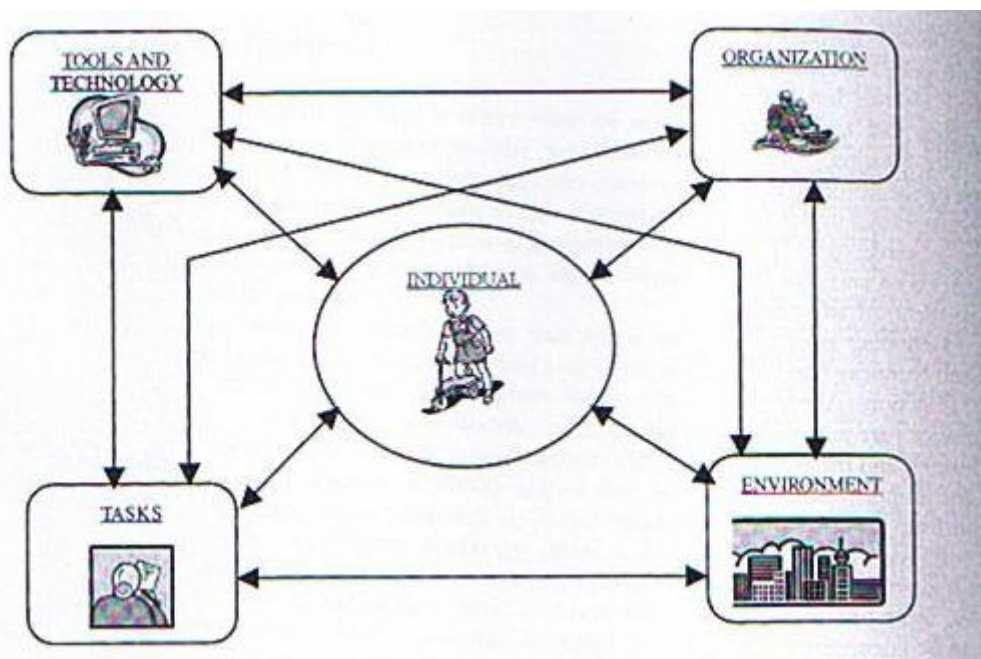 TOOLS AND
TECHNOLOGY
ORGANIZATION
INDIVIDUAL
TASKS
ENVIRONMENT